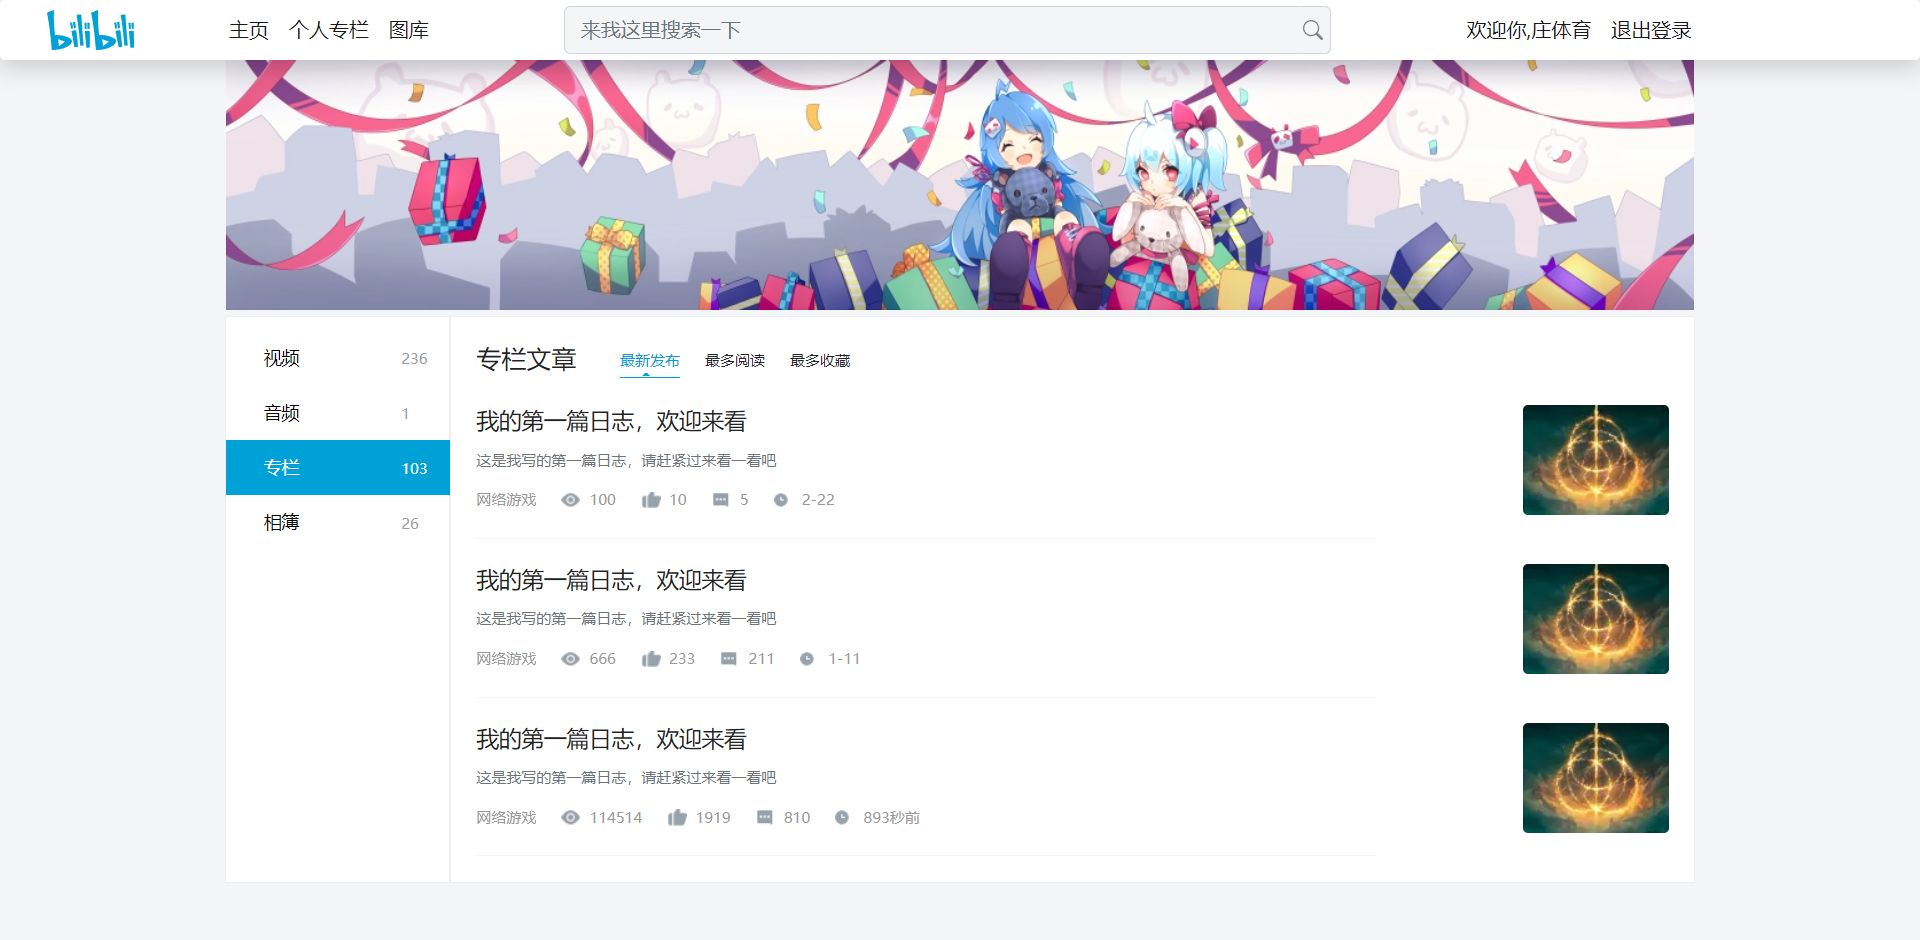 bilibili 主页 个人专栏 图库 来我这里搜索一下 欢迎你,庄体育 退出登录
视频 236
音频 1
专栏 103
相簿 26
专栏文章 最新发布 最多阅读 最多收藏
我的第一篇日志，欢迎来看
这是我写的第一篇日志，请赶紧过来看一看吧
网络游戏 100 10 5 2-22
我的第一篇日志，欢迎来看
这是我写的第一篇日志，请赶紧过来看一看吧
网络游戏 666 233 211 1-11
我的第一篇日志，欢迎来看
这是我写的第一篇日志，请赶紧过来看一看吧
网络游戏 114514 1919 810 893秒前